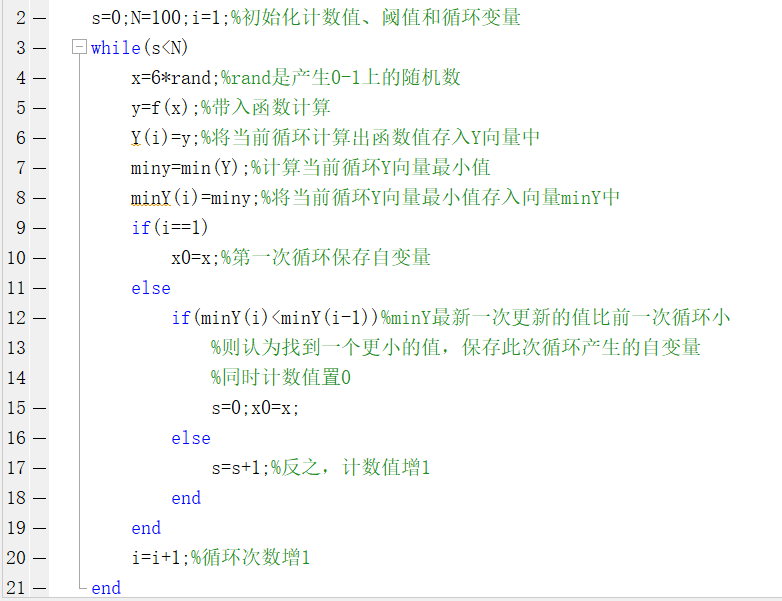 2 — s=0;N=100;i=1;%初始化计数值、阈值和循环变量
3 — while(s<N)
4 — x=6*rand;%rand是产生0-1上的随机数
5 — y=f(x);%带入函数计算
6 — Y(i)=y;%将当前循环计算出函数值存入Y向量中
7 — miny=min(Y);%计算当前循环Y向量最小值
8 — minY(i)=miny;%将当前循环Y向量最小值存入向量minY中
9 — if(i==1)
10 — x0=x;%第一次循环保存自变量
11 — else
12 — if(minY(i)<minY(i-1))%minY最新一次更新的值比前一次循环小
13 %则认为找到一个更小的值，保存此次循环产生的自变量
14 %同时计数值置0
15 — s=0;x0=x;
16 — else
17 — s=s+1;%反之，计数值增1
18 — end
19 — end
20 — i=i+1;%循环次数增1
21 — end